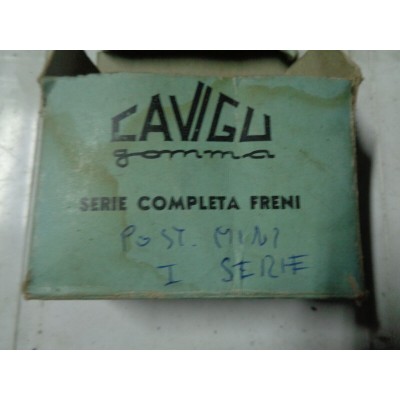 CAVIGU
gomma
SERIE COMPLETA FRENI
POST. MINI
I SERIE